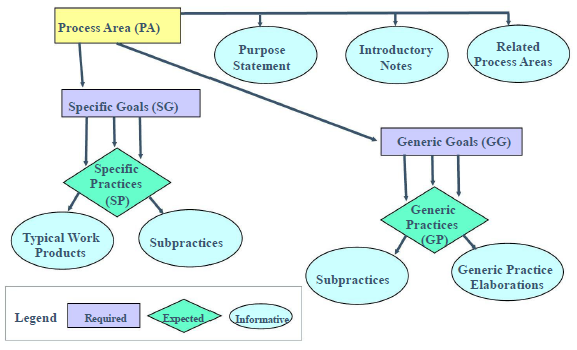 Process Area (PA)
Purpose
Statement
Introductory
Notes
Related
Process Areas
Specific Goals (SG)
Generic Goals (GG)
Specific
Practices
(SP)
Generic
Practices
(GP)
Typical Work
Products
Subpractices
Subpractices
Generic Practice
Elaborations
Legend
Required
Expected
Informative